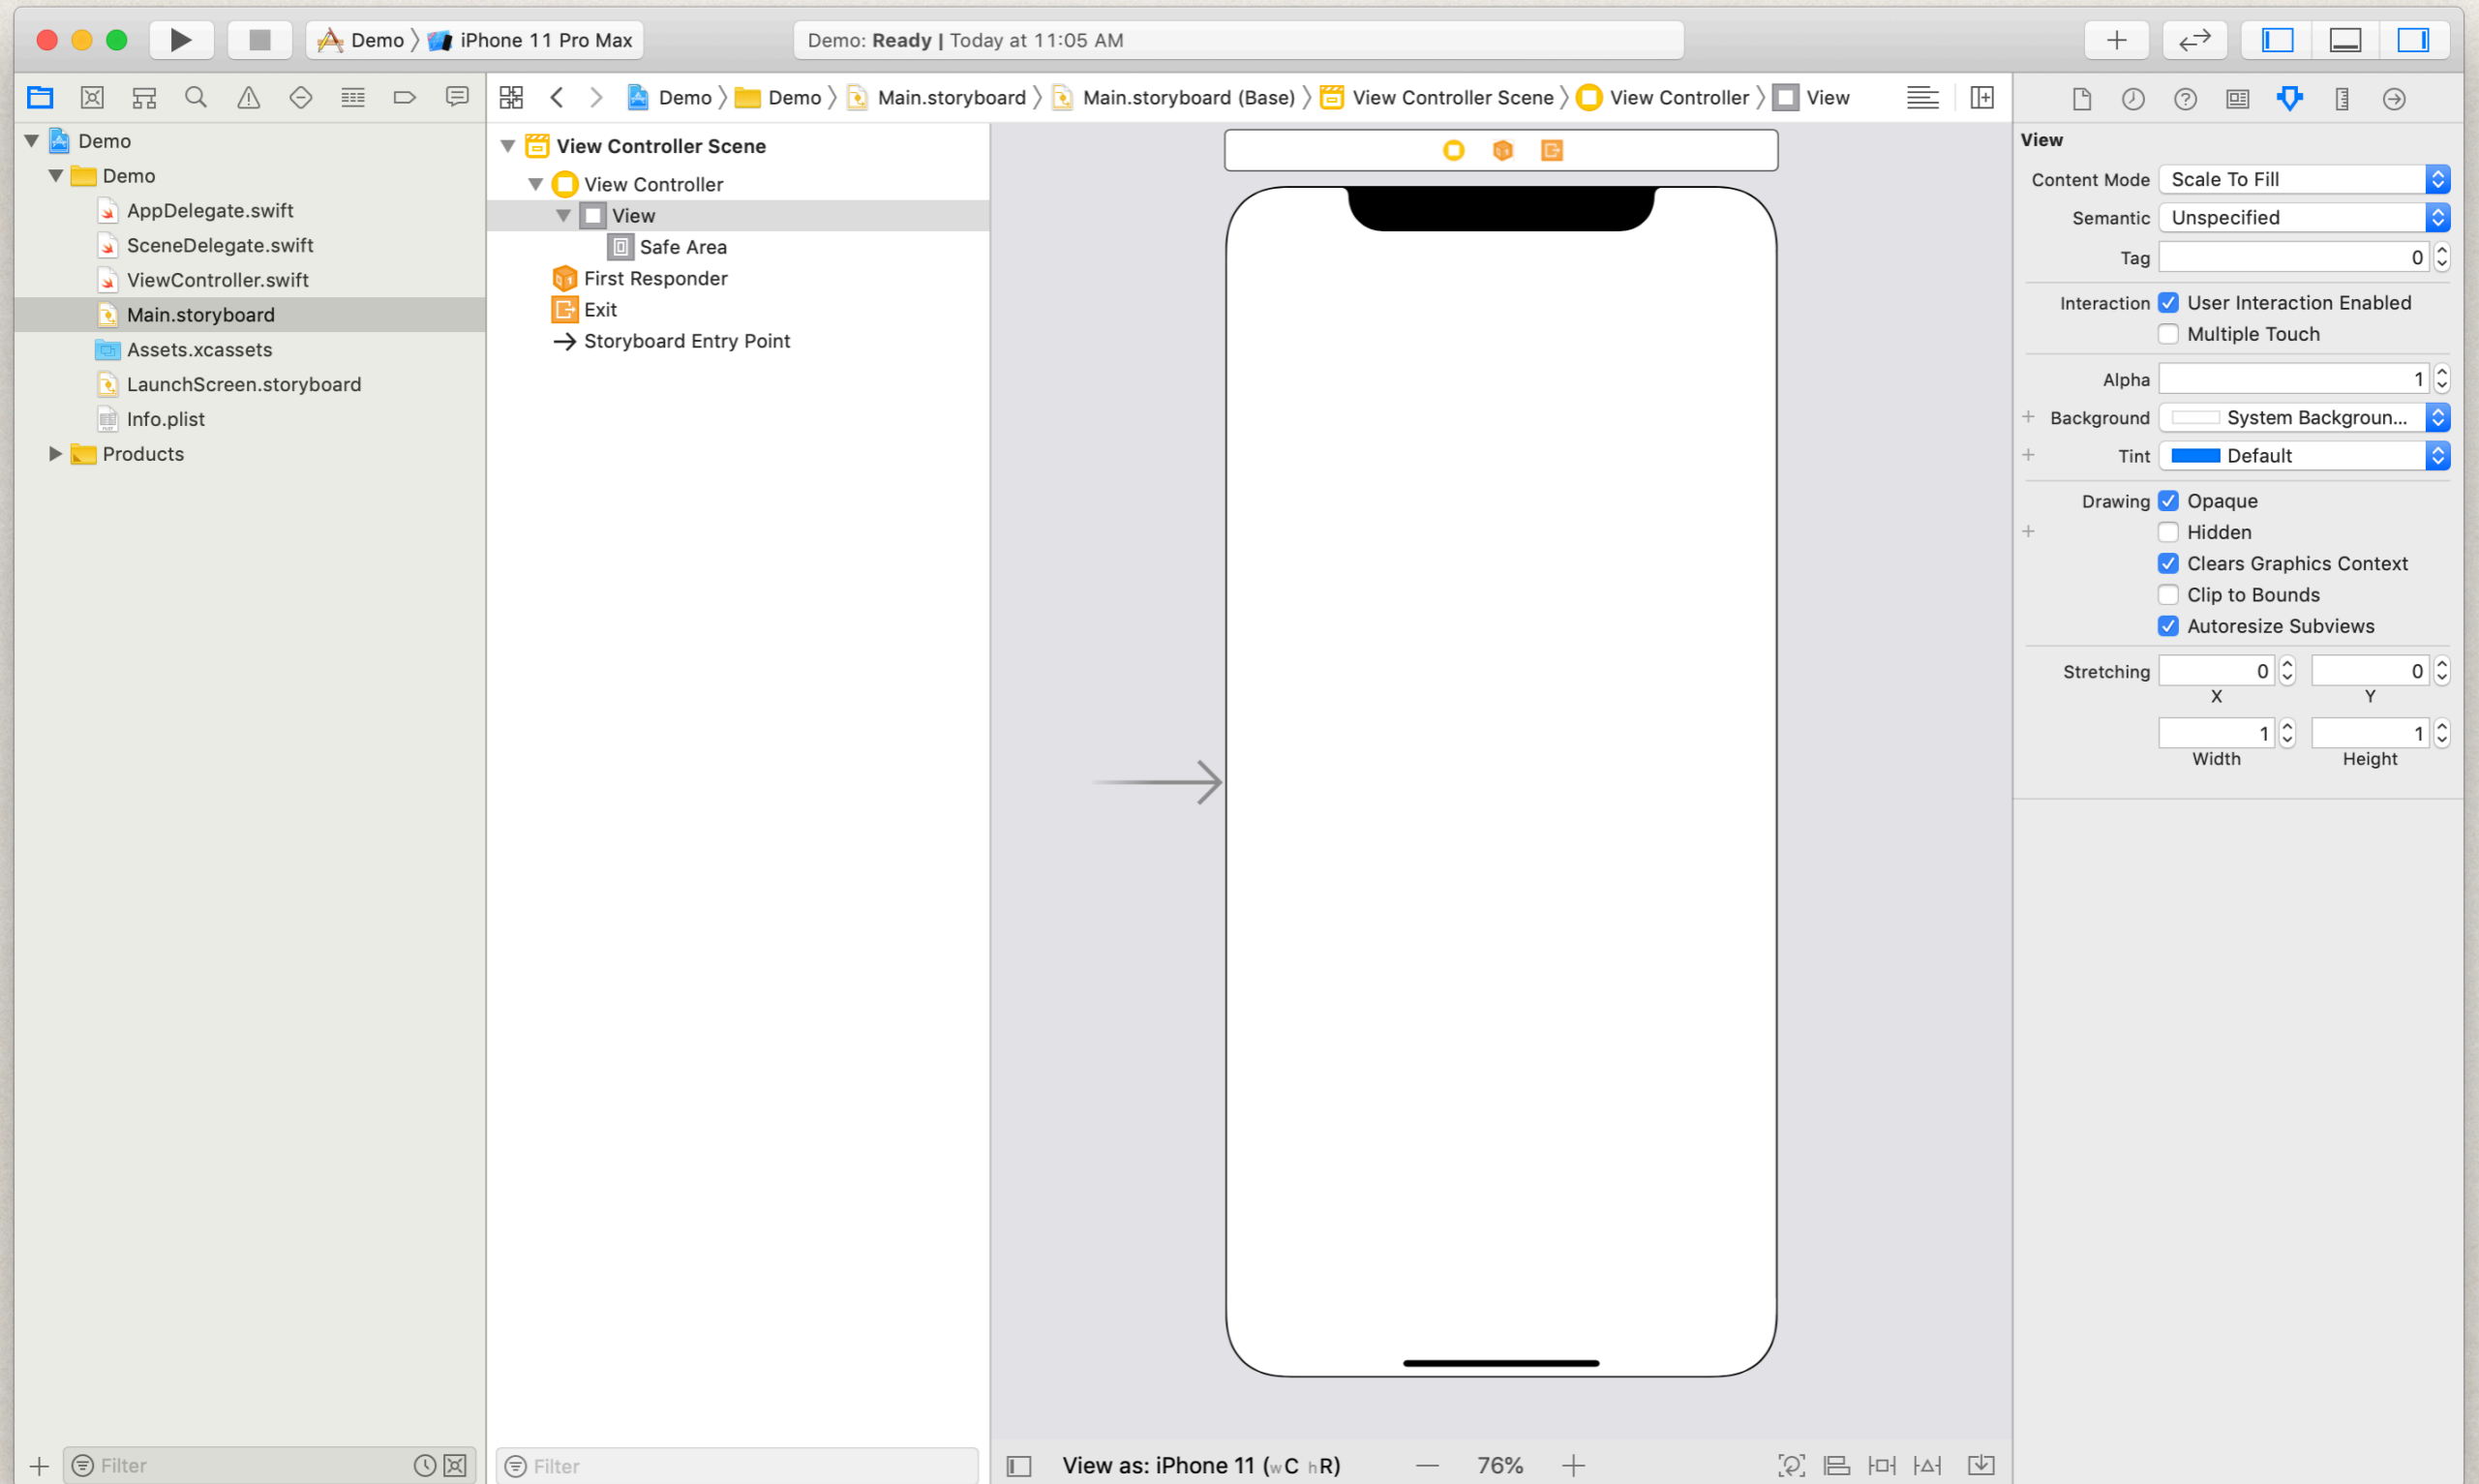 Demo 〉 iPhone 11 Pro Max
Demo: Ready | Today at 11:05 AM
Demo 〉 Demo 〉 Main.storyboard 〉 Main.storyboard (Base) 〉 View Controller Scene 〉 View Controller 〉 View
Demo
Demo
AppDelegate.swift
SceneDelegate.swift
ViewController.swift
Main.storyboard
Assets.xcassets
LaunchScreen.storyboard
Info.plist
Products
Filter
View Controller Scene
View Controller
View
Safe Area
First Responder
Exit
Storyboard Entry Point
Filter
View as: iPhone 11 (wC hR)
76%
View
Content Mode Scale To Fill
Semantic Unspecified
Tag 0
Interaction User Interaction Enabled
Multiple Touch
Alpha 1
Background System Backgroun...
Tint Default
Drawing Opaque
Hidden
Clears Graphics Context
Clip to Bounds
Autoresize Subviews
Stretching 0 0
X Y
1 1
Width Height